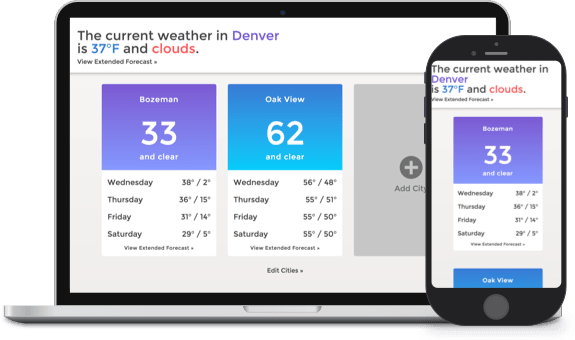 The current weather in Denver
is 37°F and clouds.
View Extended Forecast »
Bozeman
33
and clear
Wednesday 38° / 2°
Thursday 36° / 15°
Friday 31° / 14°
Saturday 29° / 5°
View Extended Forecast »
Oak View
62
and clear
Wednesday 56° / 48°
Thursday 55° / 51°
Friday 55° / 50°
Saturday 55° / 50°
View Extended Forecast »
Add City
Edit Cities »
The current weather in
Denver
is 37°F and clouds.
View Extended Forecast »
Bozeman
33
and clear
Wednesday 38° / 2°
Thursday 36° / 15°
Friday 31° / 14°
Saturday 29° / 5°
View Extended Forecast »
Oak View